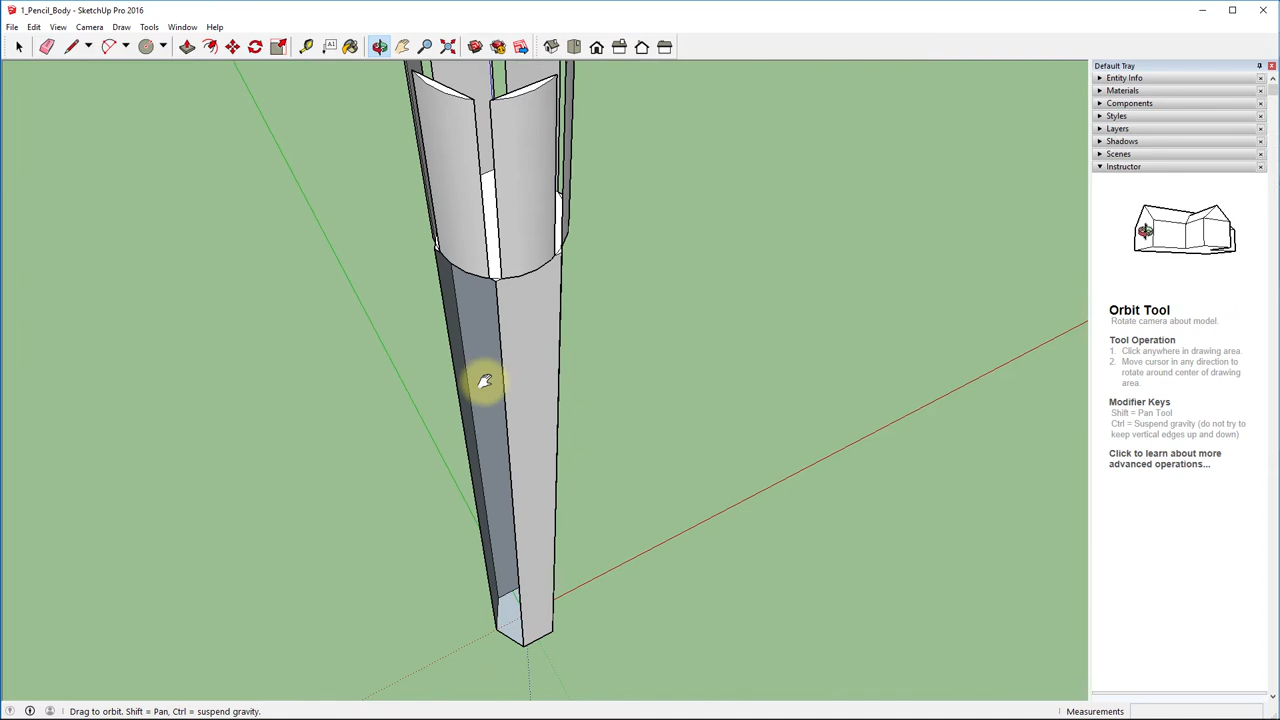 1_Pencil_Body - SketchUp Pro 2016
File Edit View Camera Draw Tools Window Help
A1
Default Tray
Entity Info
Materials
Components
Styles
Layers
Shadows
Scenes
Instructor
Orbit Tool
Rotate camera about model.
Tool Operation
1. Click anywhere in drawing area.
2. Move cursor in any direction to
rotate around center of drawing
area.
Modifier Keys
Shift = Pan Tool
Ctrl = Suspend gravity (do not try to
keep vertical edges up and down)
Click to learn about more
advanced operations...
Drag to orbit. Shift = Pan, Ctrl = suspend gravity.
Measurements